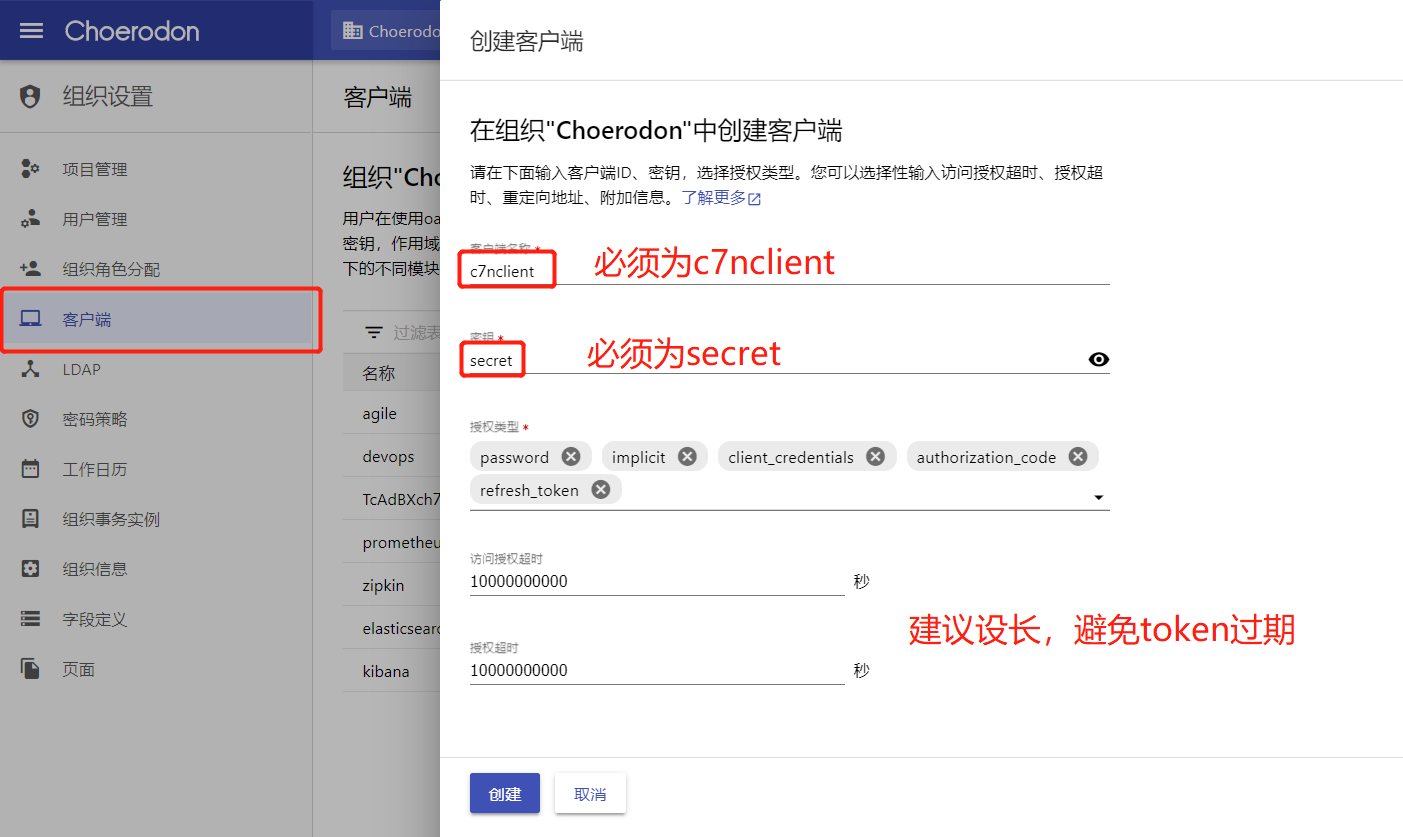 Choerodon
Choerodo
组织设置
客户端
项目管理
用户管理
组织角色分配
客户端
LDAP
密码策略
工作日历
组织事务实例
组织信息
字段定义
页面
组织"Cho
用户在使用oa
密钥，作用域
下的不同模块
过滤表
名称
agile
devops
TcAdBXch7
prometheu
zipkin
elasticsearc
kibana
创建客户端
在组织"Choerodon"中创建客户端
请在下面输入客户端ID、密钥，选择授权类型。您可以选择性输入访问授权超时、授权超
时、重定向地址、附加信息。了解更多
客户端名称 *
c7nclient
必须为c7nclient
密钥 *
secret
必须为secret
授权类型 *
password implicit client_credentials authorization_code
refresh_token
访问授权超时
10000000000 秒
建议设长，避免token过期
授权超时
10000000000 秒
创建 取消